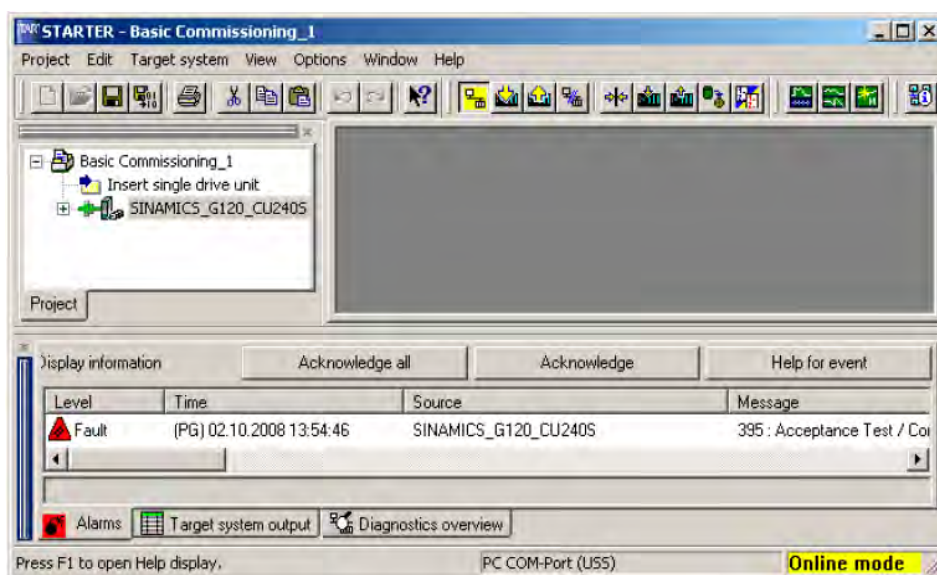 STARTER - Basic Commissioning_1
Project Edit Target system View Options Window Help
Basic Commissioning_1
Insert single drive unit
SINAMICS_G120_CU240S
Project
Display information Acknowledge all Acknowledge Help for event
Level Time Source Message
Fault (PG) 02.10.2008 13:54:46 SINAMICS_G120_CU240S 395 : Acceptance Test / Co
Alarms Target system output Diagnostics overview
Press F1 to open Help display. PC COM-Port (USS) Online mode